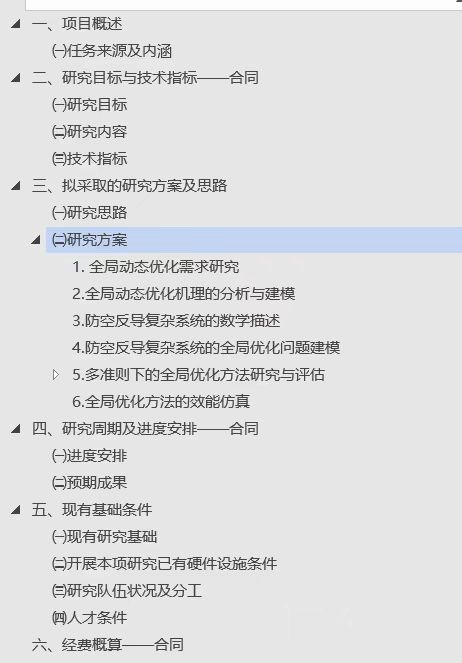 一、项目概述
㈠任务来源及内涵
二、研究目标与技术指标——合同
㈠研究目标
㈡研究内容
㈢技术指标
三、拟采取的研究方案及思路
㈠研究思路
㈡研究方案
1. 全局动态优化需求研究
2.全局动态优化机理的分析与建模
3.防空反导复杂系统的数学描述
4.防空反导复杂系统的全局优化问题建模
5.多准则下的全局优化方法研究与评估
6.全局优化方法的效能仿真
四、研究周期及进度安排——合同
㈠进度安排
㈡预期成果
五、现有基础条件
㈠现有研究基础
㈡开展本项研究已有硬件设施条件
㈢研究队伍状况及分工
㈣人才条件
六、经费概算——合同